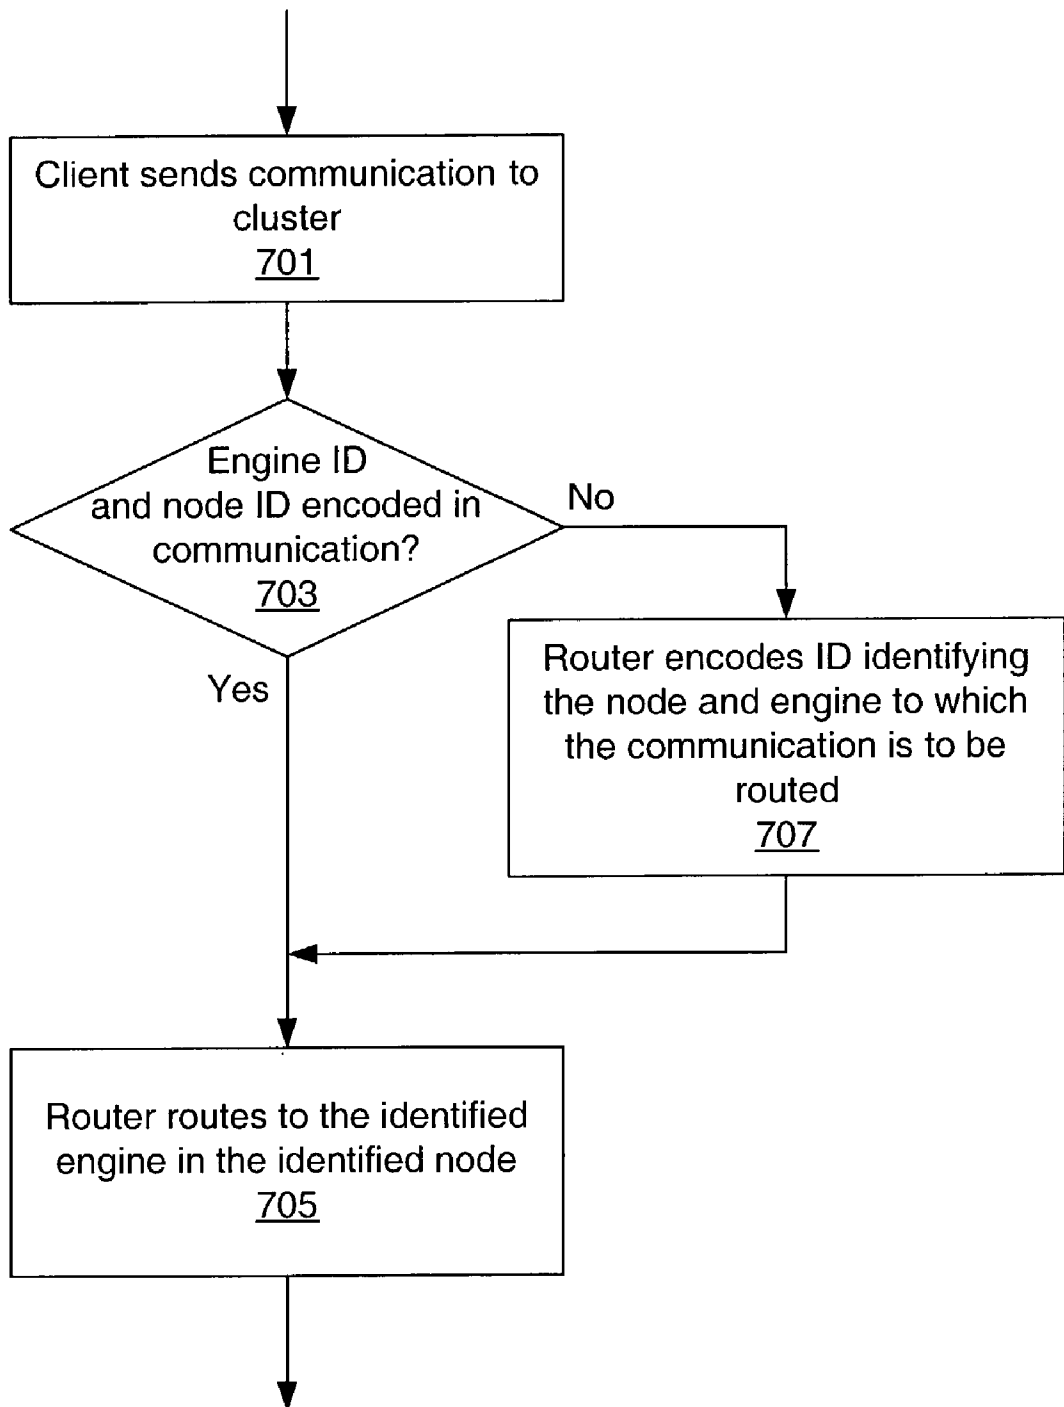 Client sends communication to
cluster
701
Engine ID
and node ID encoded in
communication?
703
No
Yes
Router encodes ID identifying
the node and engine to which
the communication is to be
routed
707
Router routes to the identified
engine in the identified node
705